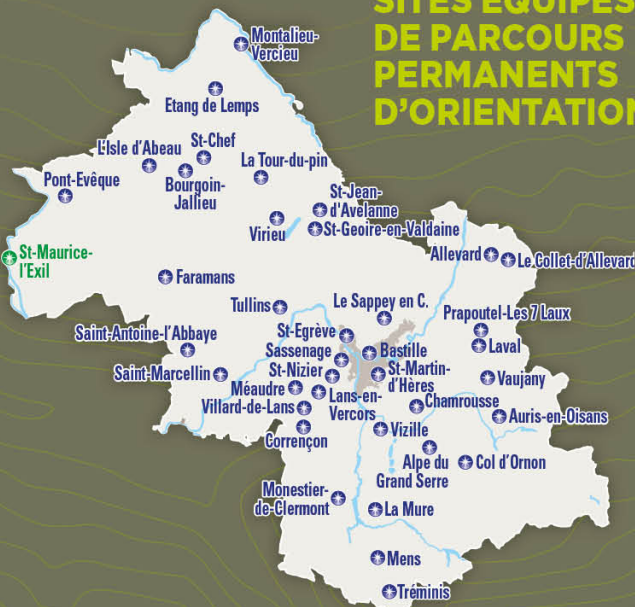 SITES ÉQUIPÉS
DE PARCOURS
PERMANENTS
D'ORIENTATION
Montalieu-
Vercieu
Etang de Lemps
L'Isle d'Abeau
St-Chef
Bourgoin-
Jallieu
La Tour-du-pin
Pont-Evêque
St-Jean-
d'Avelanne
Virieu
St-Geoire-en-Valdaine
St-Maurice-
l'Exil
Faramans
Allevard
Le Collet-d'Allevard
Tullins
Le Sappey en C.
Prapoutel-Les 7 Laux
Saint-Antoine-l'Abbaye
St-Egrève
Sassenage
Bastille
Laval
Saint-Marcellin
St-Nizier
St-Martin-
d'Hères
Vaujany
Méaudre
Lans-en-
Vercors
Villard-de-Lans
Chamrousse
Auris-en-Oisans
Corrençon
Vizille
Alpe du
Grand Serre
Col d'Ornon
Monestier-
de-Clermont
La Mure
Mens
Tréminis